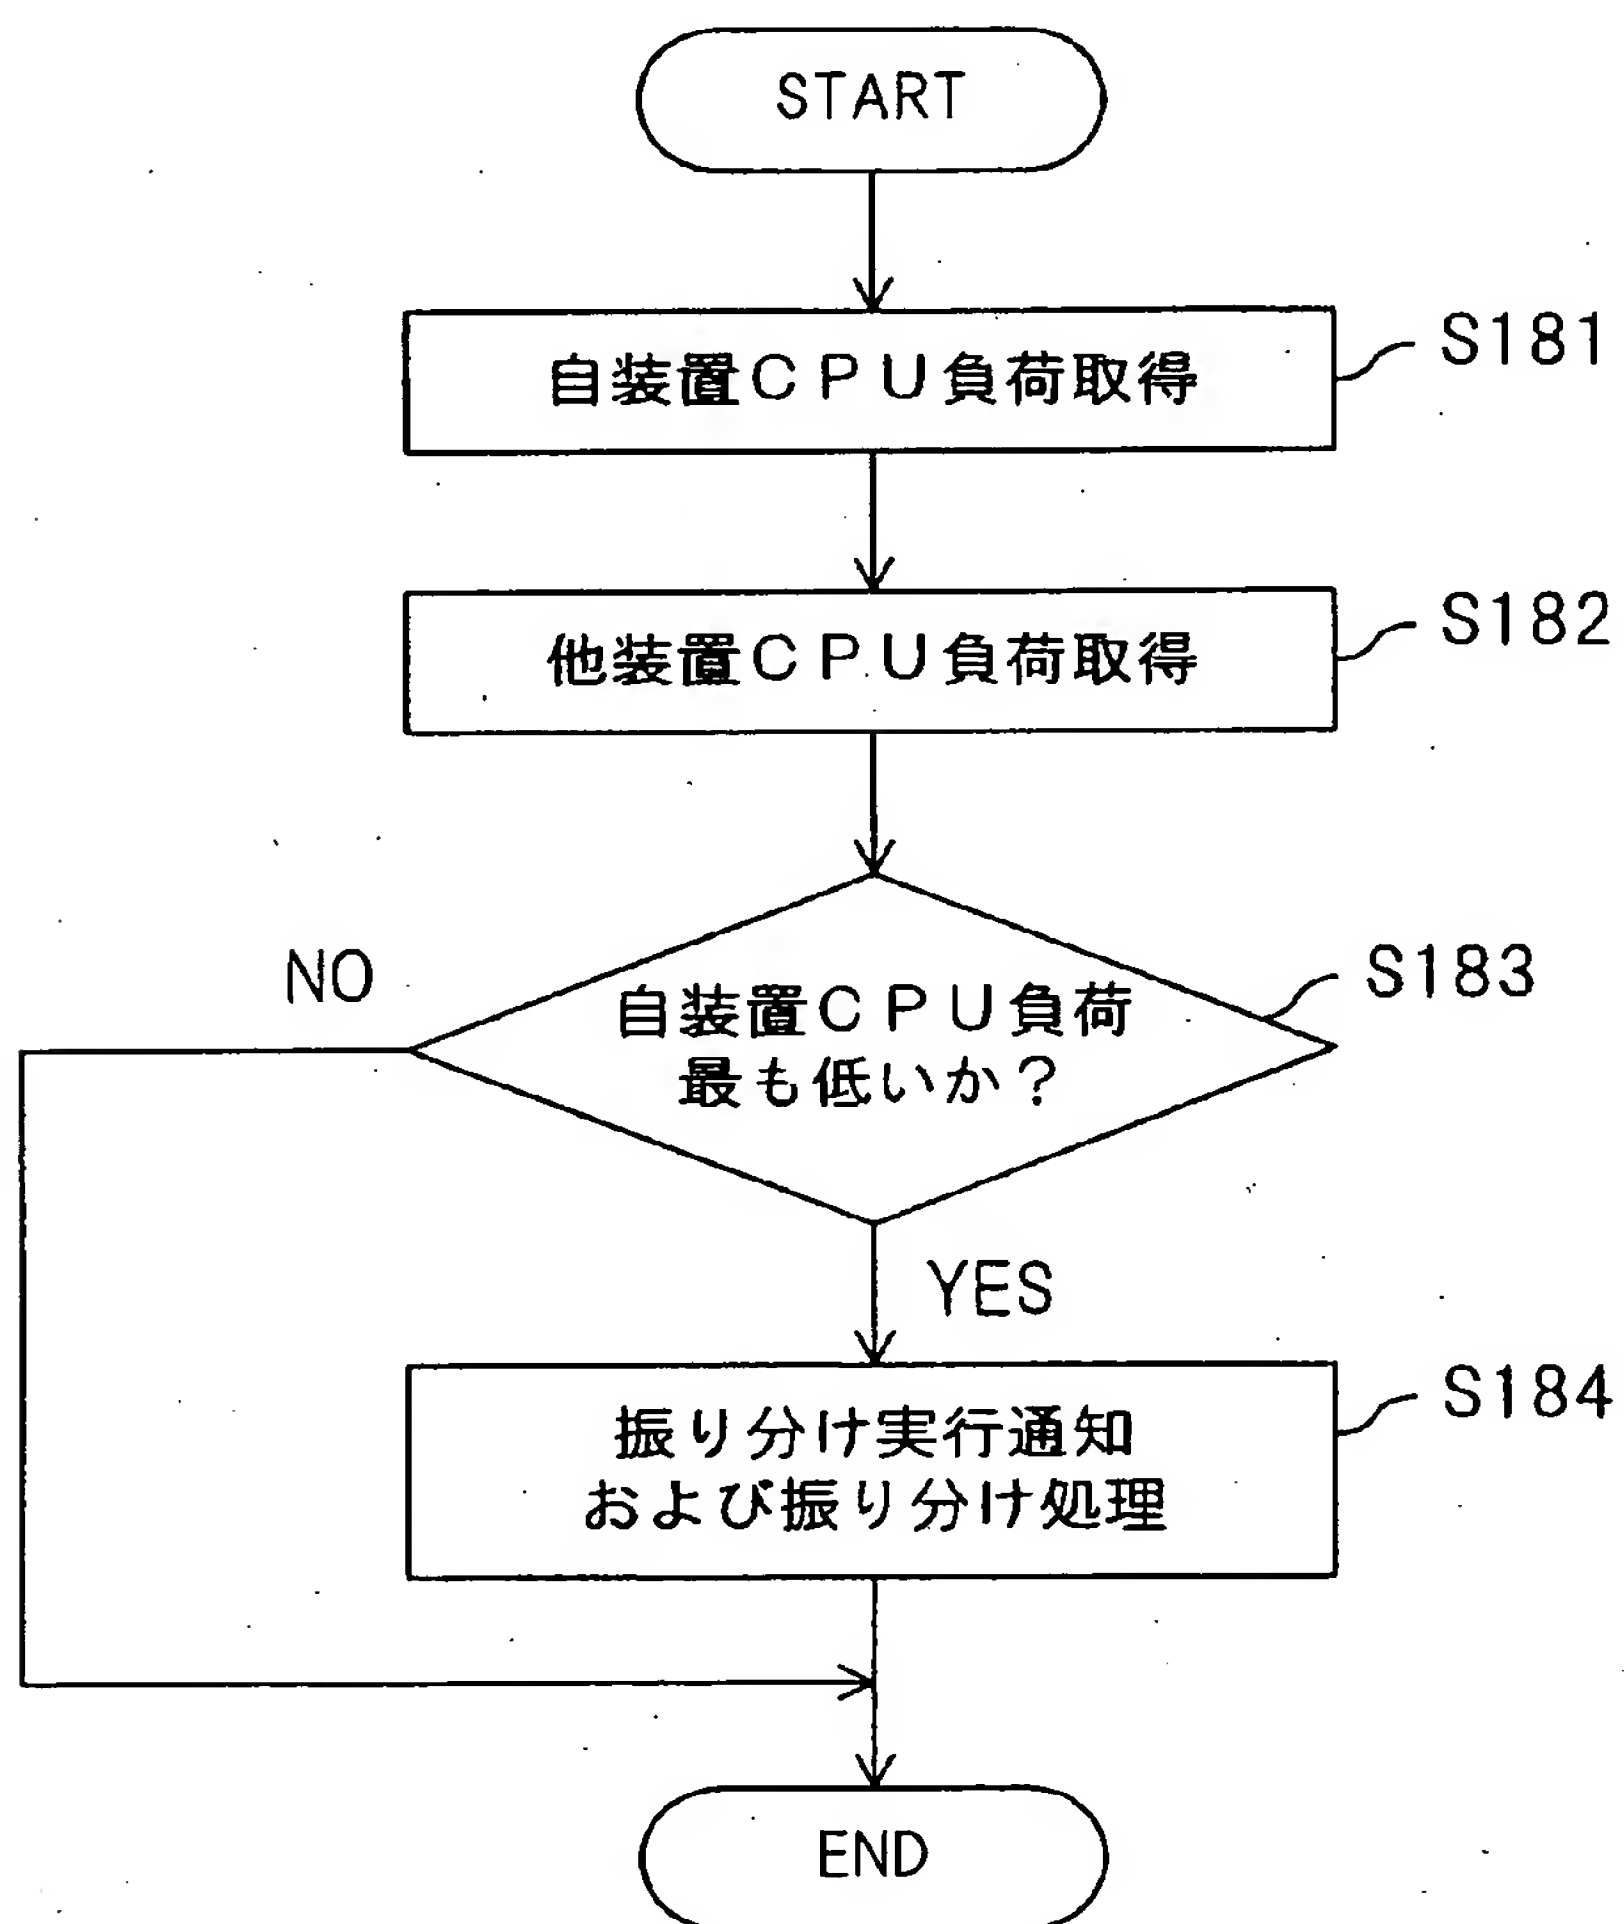 START
自装置ＣＰＵ負荷取得
S181
他装置ＣＰＵ負荷取得
S182
NO
自装置ＣＰＵ負荷
最も低いか？
S183
YES
振り分け実行通知
および振り分け処理
S184
END